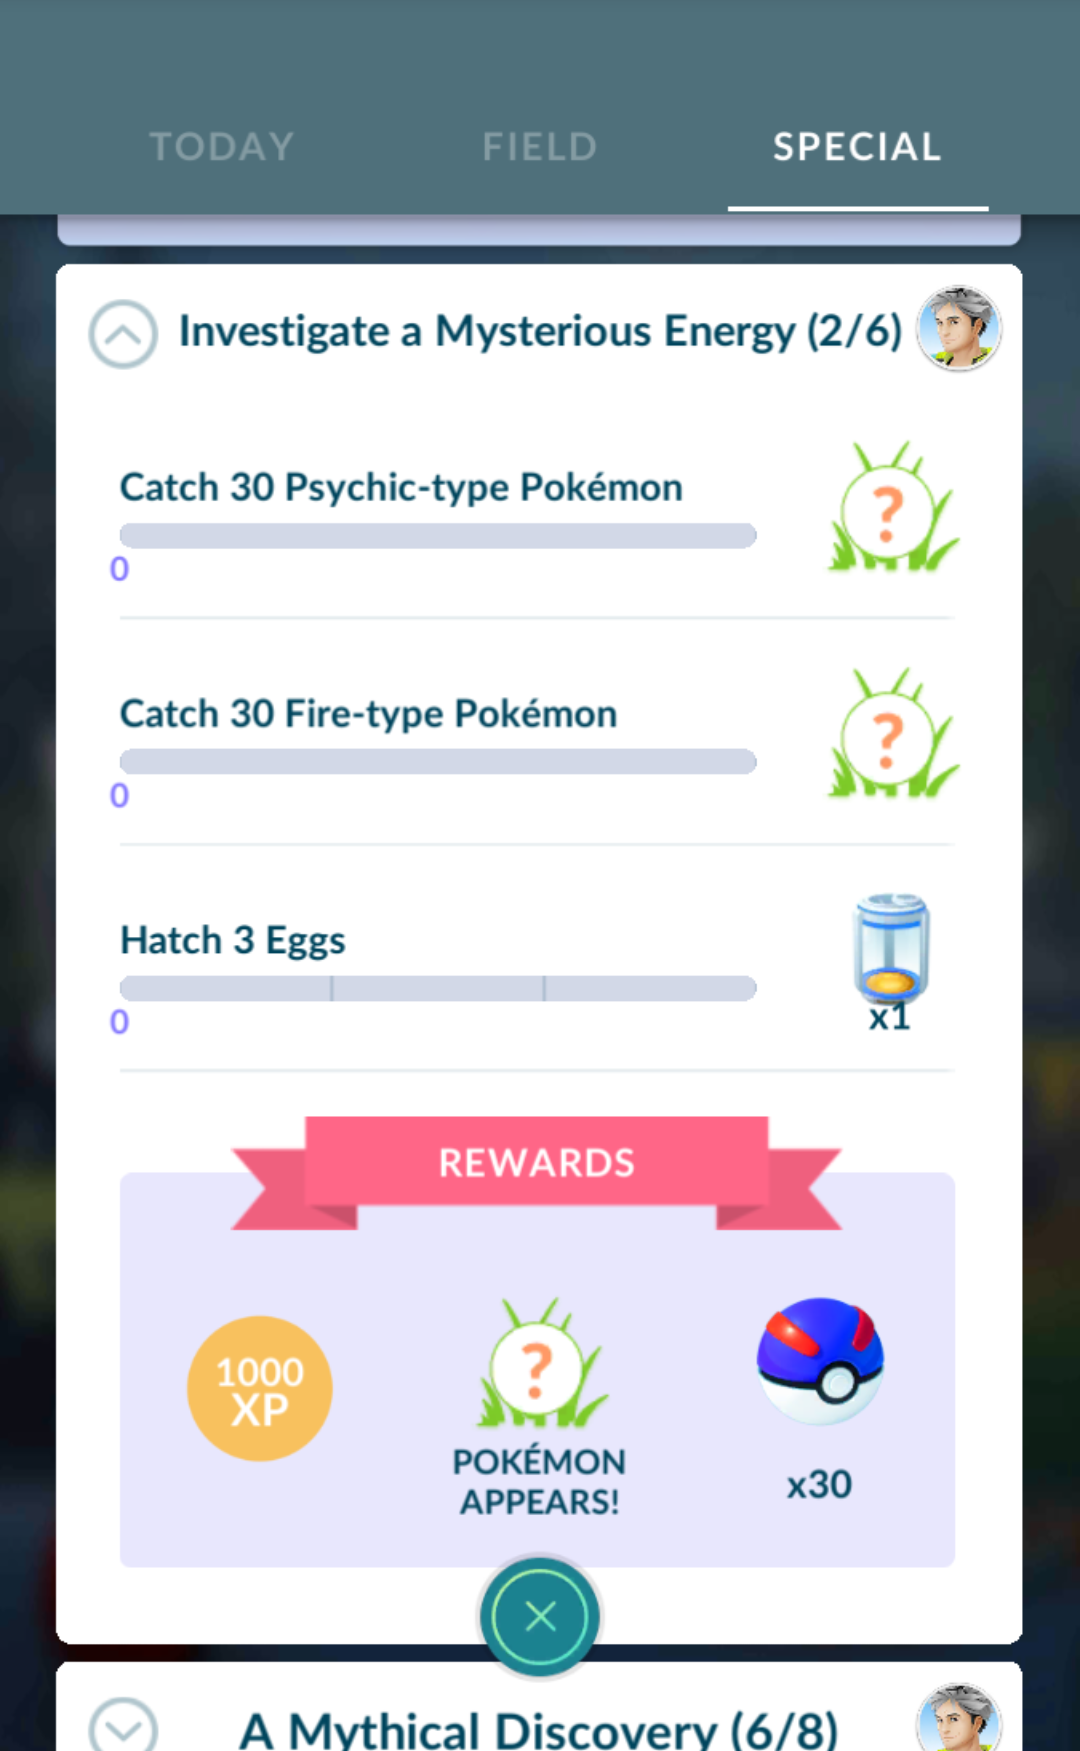 TODAY FIELD SPECIAL
Investigate a Mysterious Energy (2/6)
Catch 30 Psychic-type Pokémon
?
0
Catch 30 Fire-type Pokémon
?
0
Hatch 3 Eggs
x1
0
REWARDS
1000
XP
?
POKÉMON
APPEARS!
x30
A Mythical Discovery (6/8)